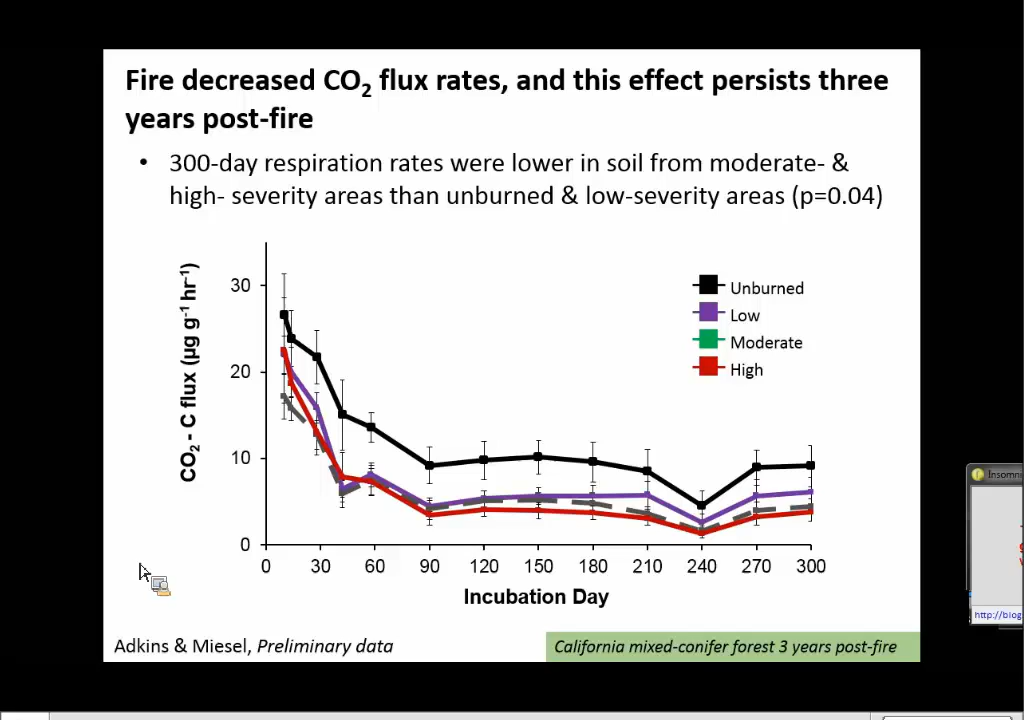 Fire decreased CO2 flux rates, and this effect persists three
years post-fire
• 300-day respiration rates were lower in soil from moderate- &
high- severity areas than unburned & low-severity areas (p=0.04)
CO2 - C flux (µg g-1 hr-1)
30
20
10
0
0 30 60 90 120 150 180 210 240 270 300
Incubation Day
Unburned
Low
Moderate
High
Adkins & Miesel, Preliminary data
California mixed-conifer forest 3 years post-fire
http://blog